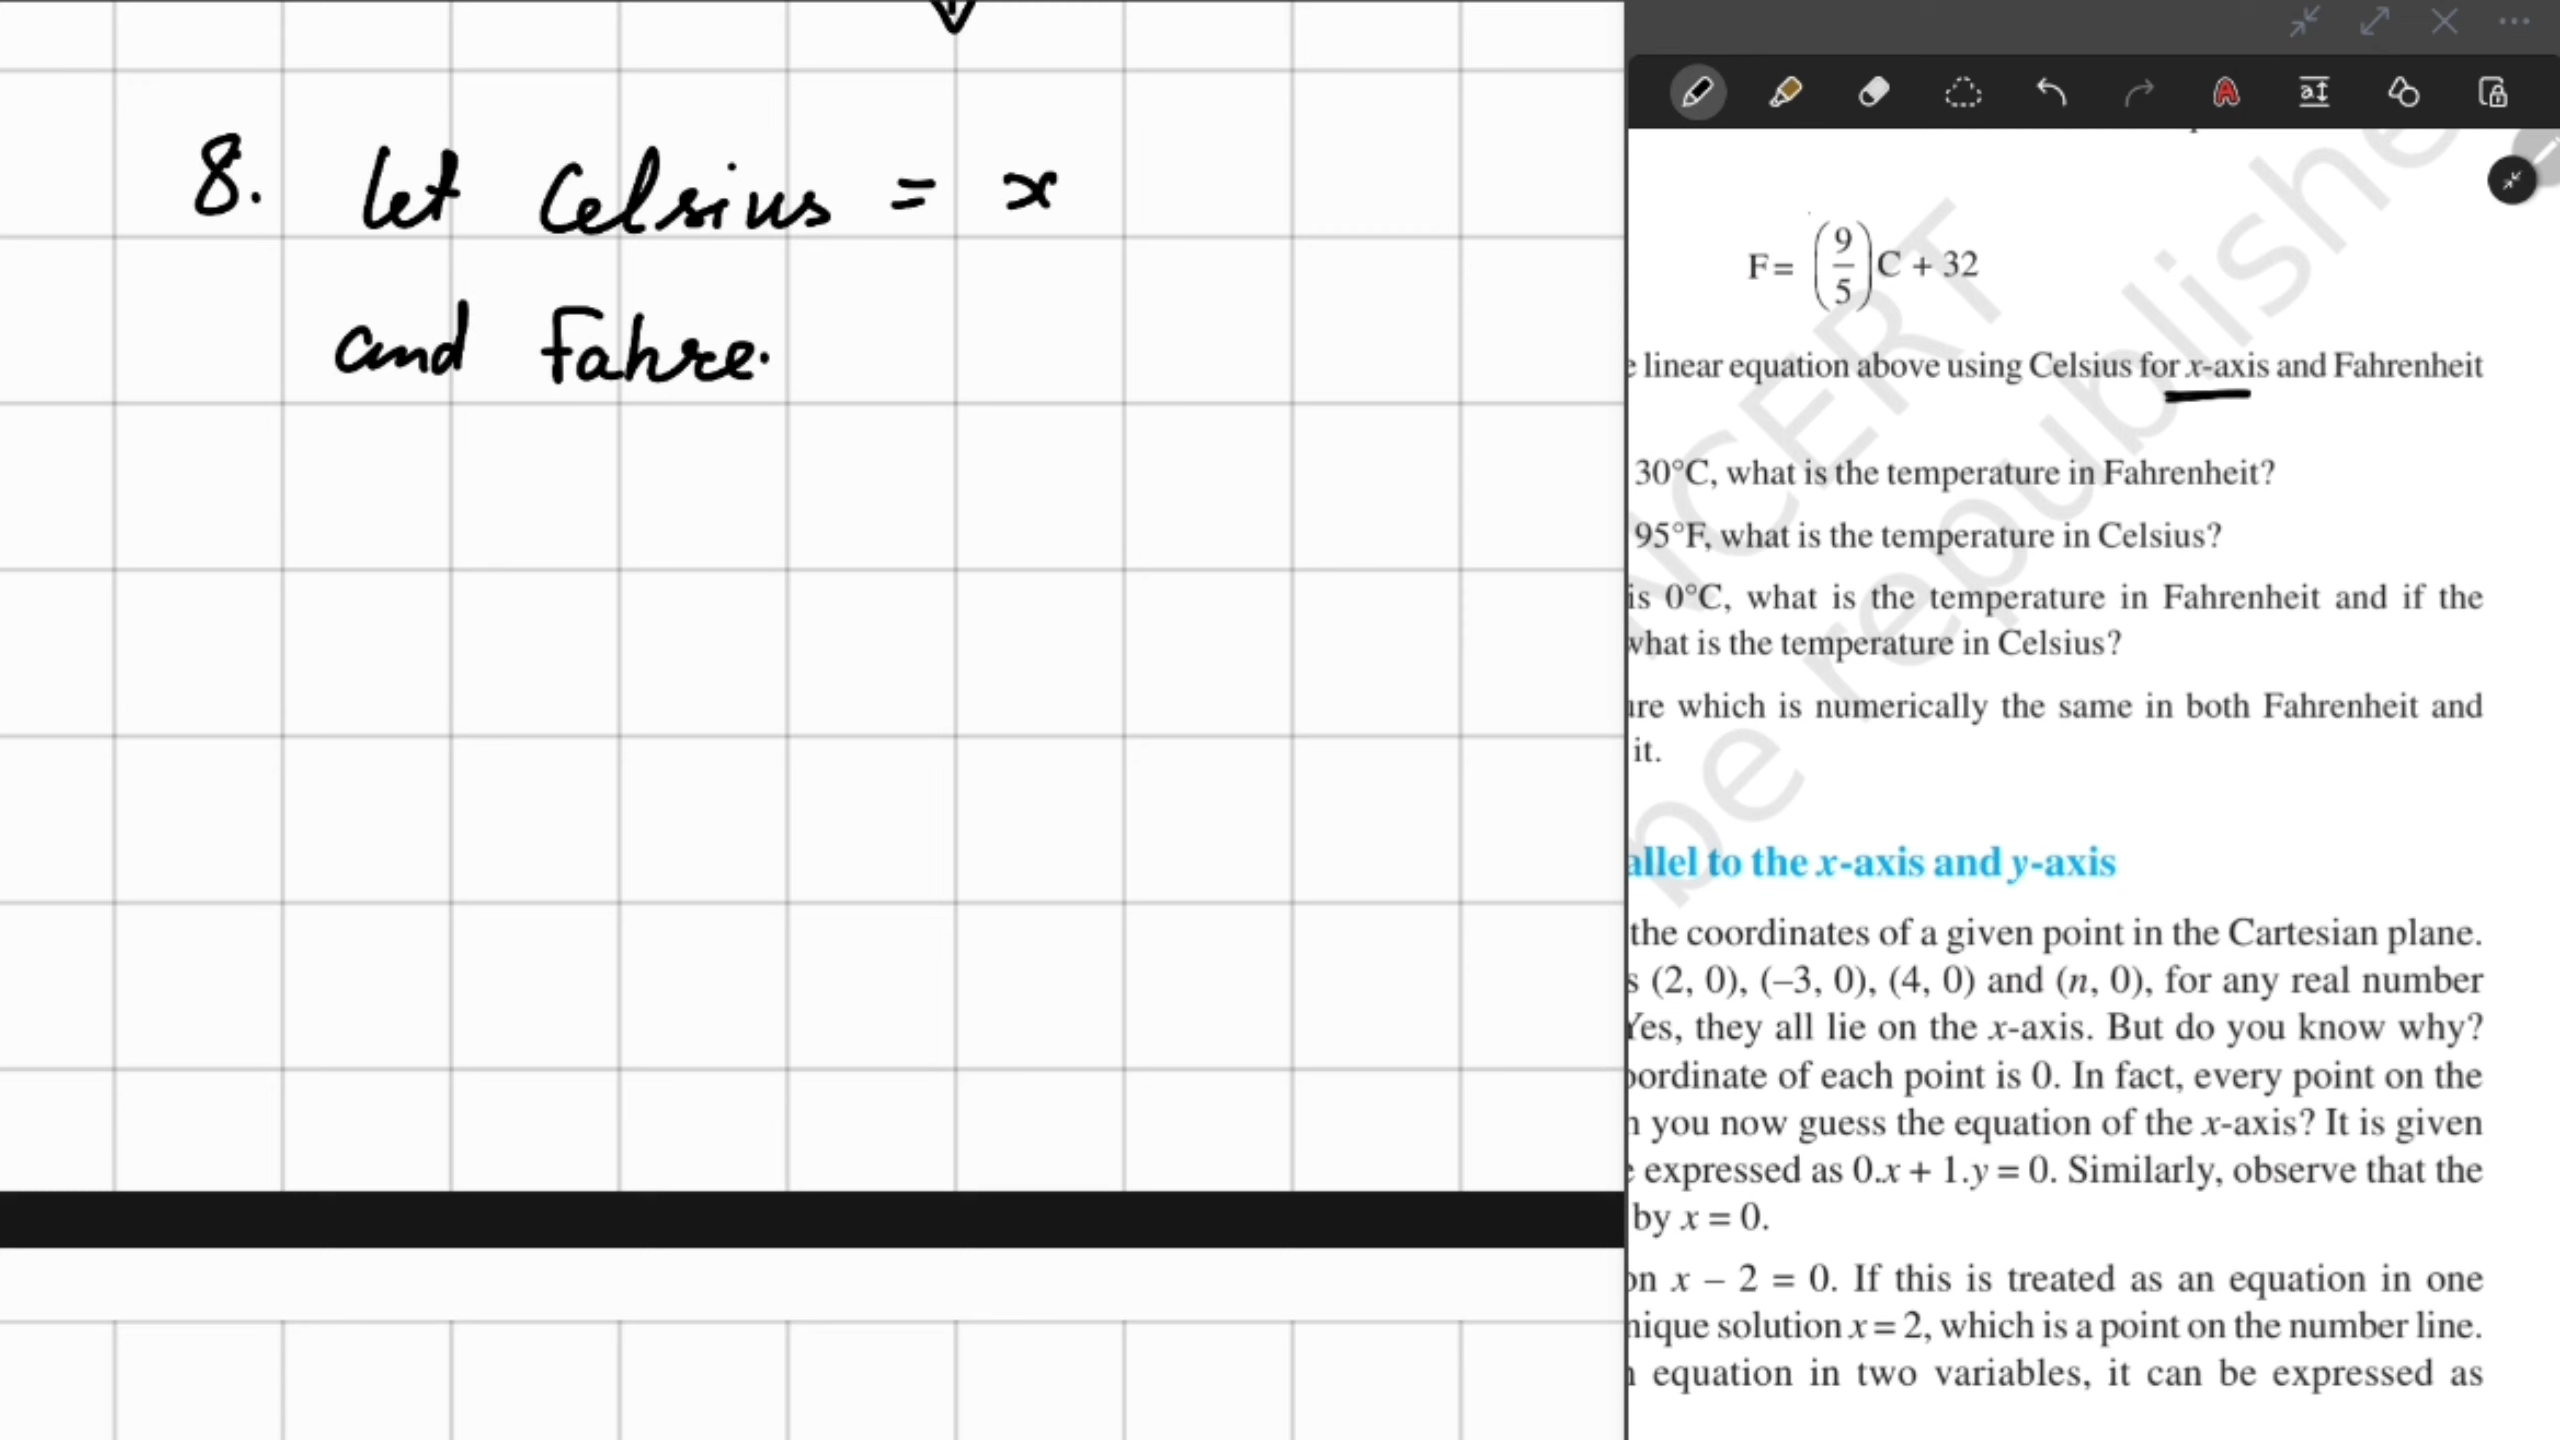 8. let Celsius = x
and Fahre.
F = (9/5) C + 32
linear equation above using Celsius for x-axis and Fahrenheit
30°C, what is the temperature in Fahrenheit?
95°F, what is the temperature in Celsius?
is 0°C, what is the temperature in Fahrenheit and if the
what is the temperature in Celsius?
which is numerically the same in both Fahrenheit and
it.
allel to the x-axis and y-axis
the coordinates of a given point in the Cartesian plane.
(2, 0), (–3, 0), (4, 0) and (n, 0), for any real number
Yes, they all lie on the x-axis. But do you know why?
oordinate of each point is 0. In fact, every point on the
you now guess the equation of the x-axis? It is given
expressed as 0.x + 1.y = 0. Similarly, observe that the
by x = 0.
on x – 2 = 0. If this is treated as an equation in one
nique solution x = 2, which is a point on the number line.
equation in two variables, it can be expressed as
NCERT
be republishe